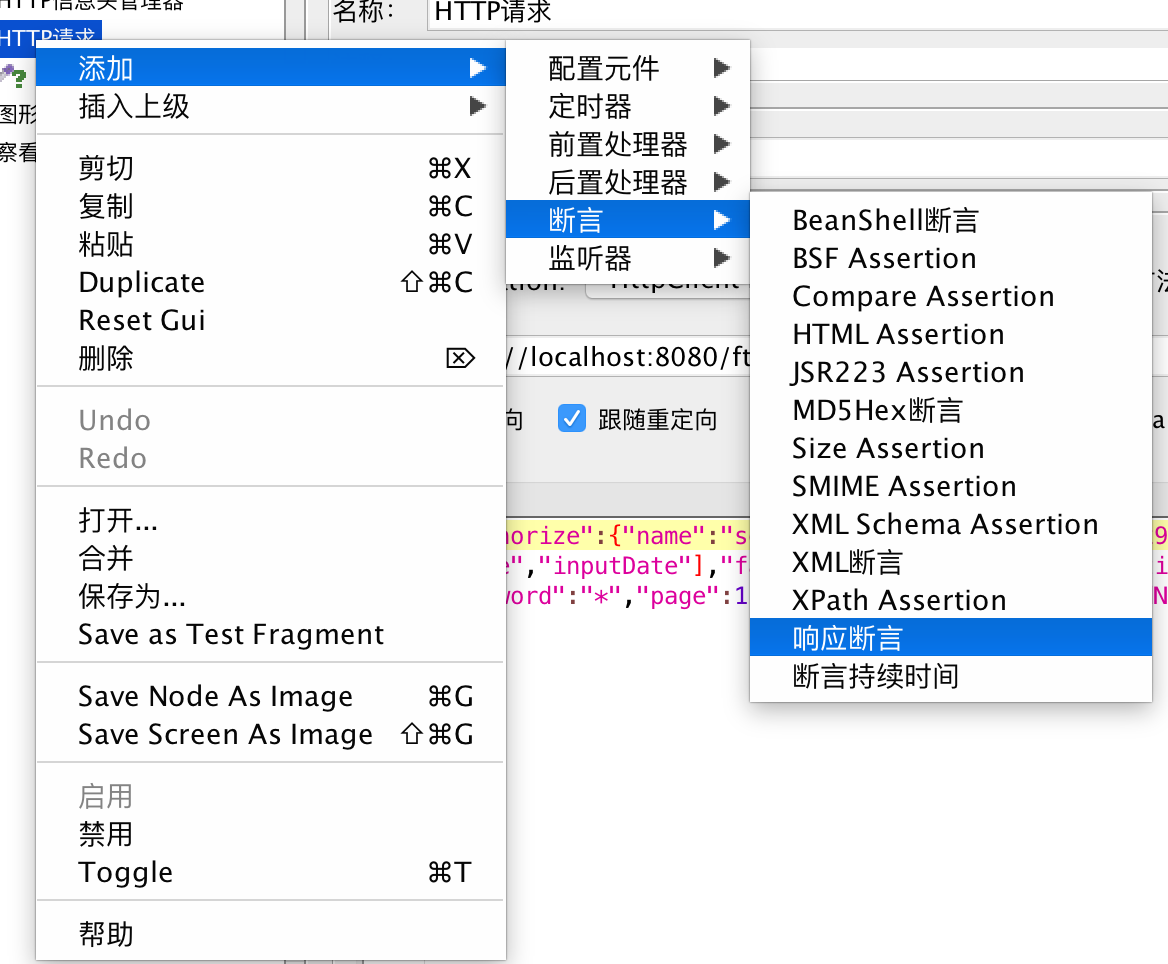 HTTP信息头管理器
HTTP请求
图形
察看
名称：
HTTP请求
添加
插入上级
剪切 ⌘X
复制 ⌘C
粘贴 ⌘V
Duplicate ⇧⌘C
Reset Gui
删除 ⌦
Undo
Redo
打开...
合并
保存为...
Save as Test Fragment
Save Node As Image ⌘G
Save Screen As Image ⇧⌘G
启用
禁用
Toggle ⌘T
帮助
配置元件
定时器
前置处理器
后置处理器
断言
监听器
BeanShell断言
BSF Assertion
Compare Assertion
HTML Assertion
JSR223 Assertion
MD5Hex断言
Size Assertion
SMIME Assertion
XML Schema Assertion
XML断言
XPath Assertion
响应断言
断言持续时间
HttpClient
//localhost:8080/ft
向 跟随重定向
horize":{"name":"s
e","inputDate"],"f
word":"*","page":1